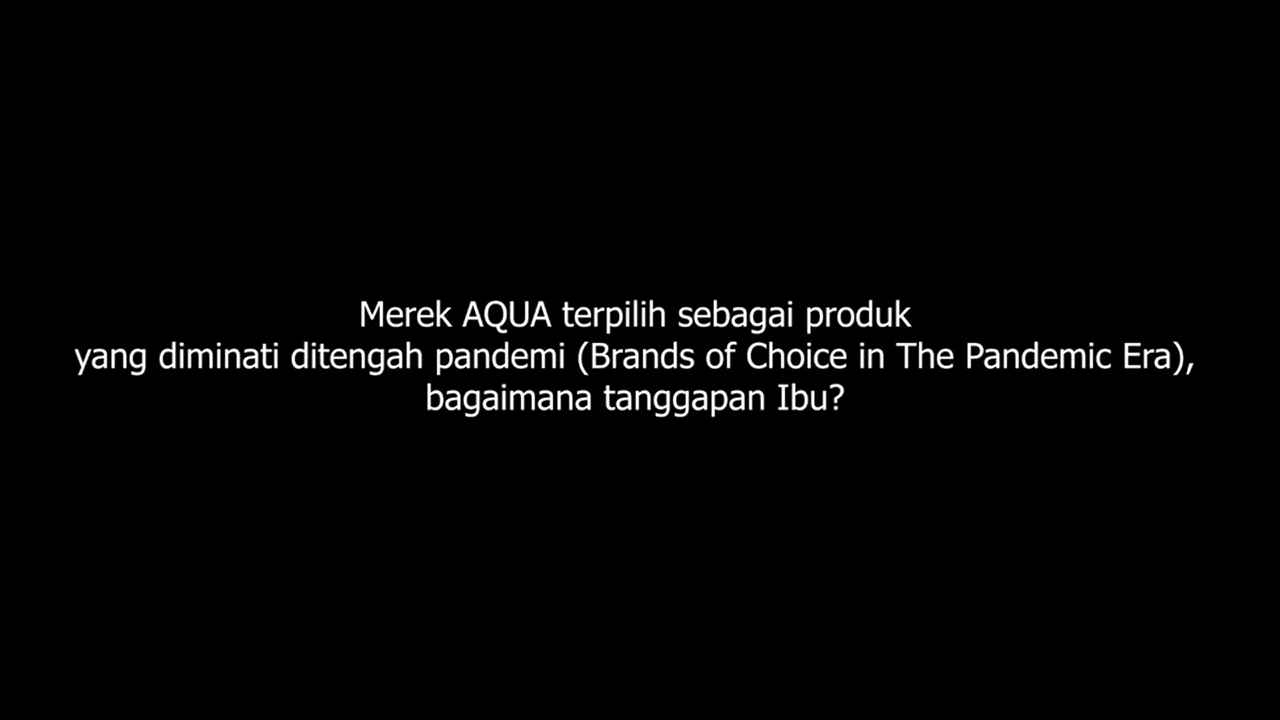 Merek AQUA terpilih sebagai produk
yang diminati ditengah pandemi (Brands of Choice in The Pandemic Era),
bagaimana tanggapan Ibu?